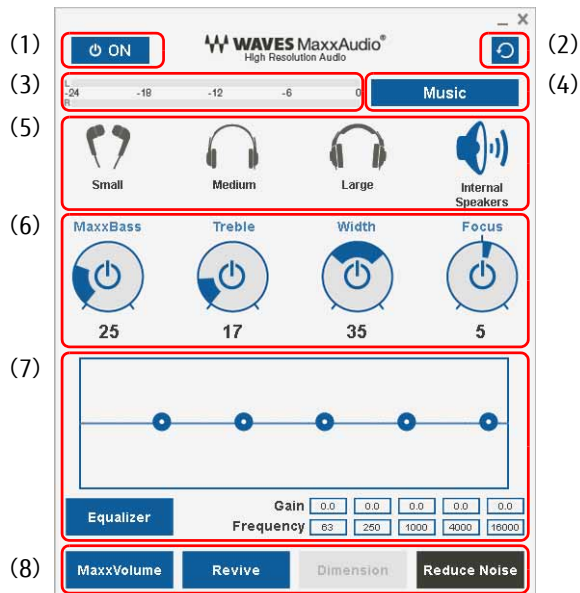 (1) ON WAVES MaxxAudio® (2)
High Resolution Audio
(3) L (4)
-24 -18 -12 -6 0 Music
R
(5)
Small Medium Large Internal
Speakers
(6) MaxxBass Treble Width Focus
25 17 35 5
(7)
Equalizer
Gain 0.0 0.0 0.0 0.0 0.0
Frequency 63 250 1000 4000 16000
(8) MaxxVolume Revive Dimension Reduce Noise